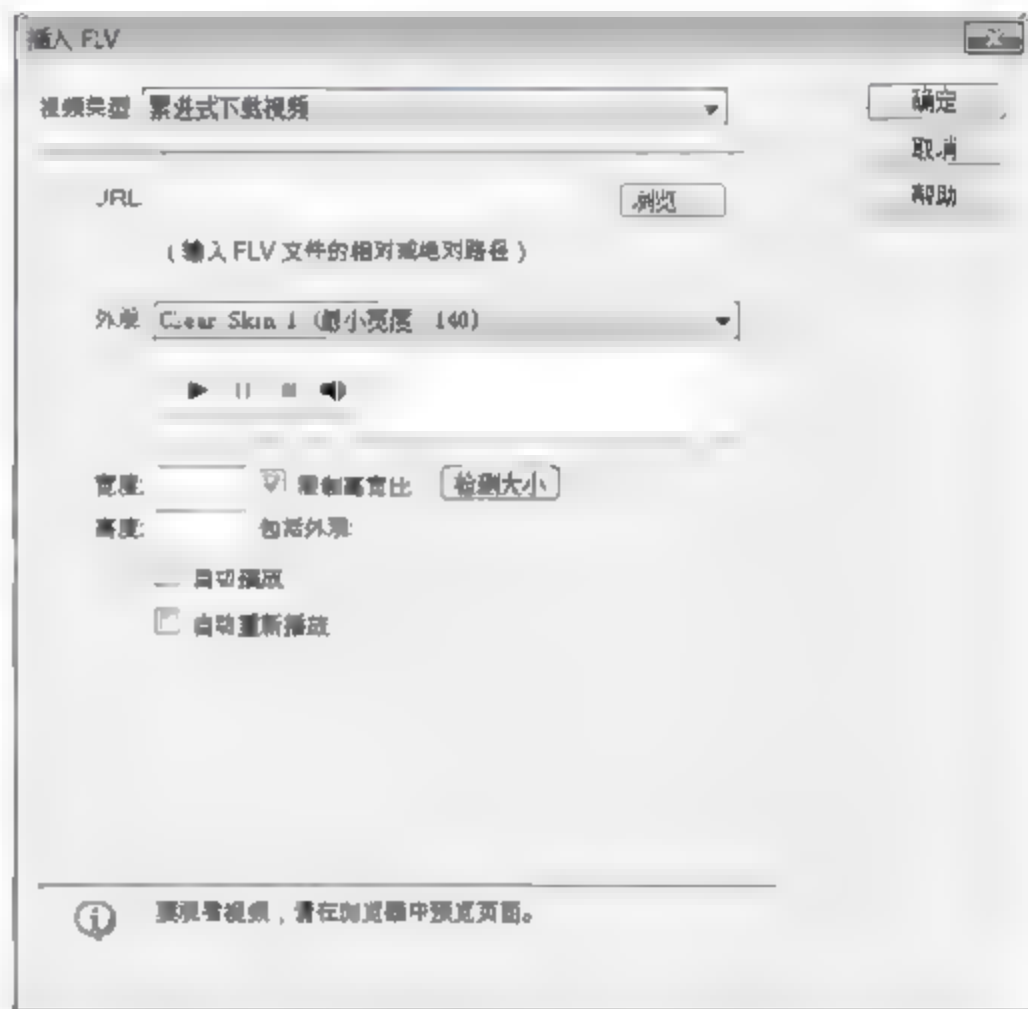 插入 FLV
视频类型 累进式下载视频
确定
取消
URL
浏览
帮助
(输入 FLV 文件的相对或绝对路径)
外观 Clear Skin 1 (最小宽度 140)
宽度: 限制高宽比 检测大小
高度: 包括外观:
自动播放
自动重新播放
要观看视频,请在浏览器中预览页面。